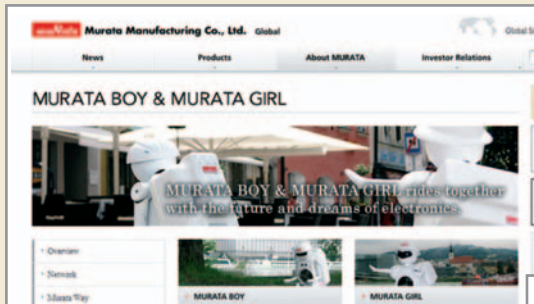 muRata Murata Manufacturing Co., Ltd. Global
Global
News Products About MURATA Investor Relations
MURATA BOY & MURATA GIRL
MURATA BOY & MURATA GIRL rides together
with the future and dreams of electronics.
Overview
Network
Murata Way
MURATA BOY
MURATA GIRL